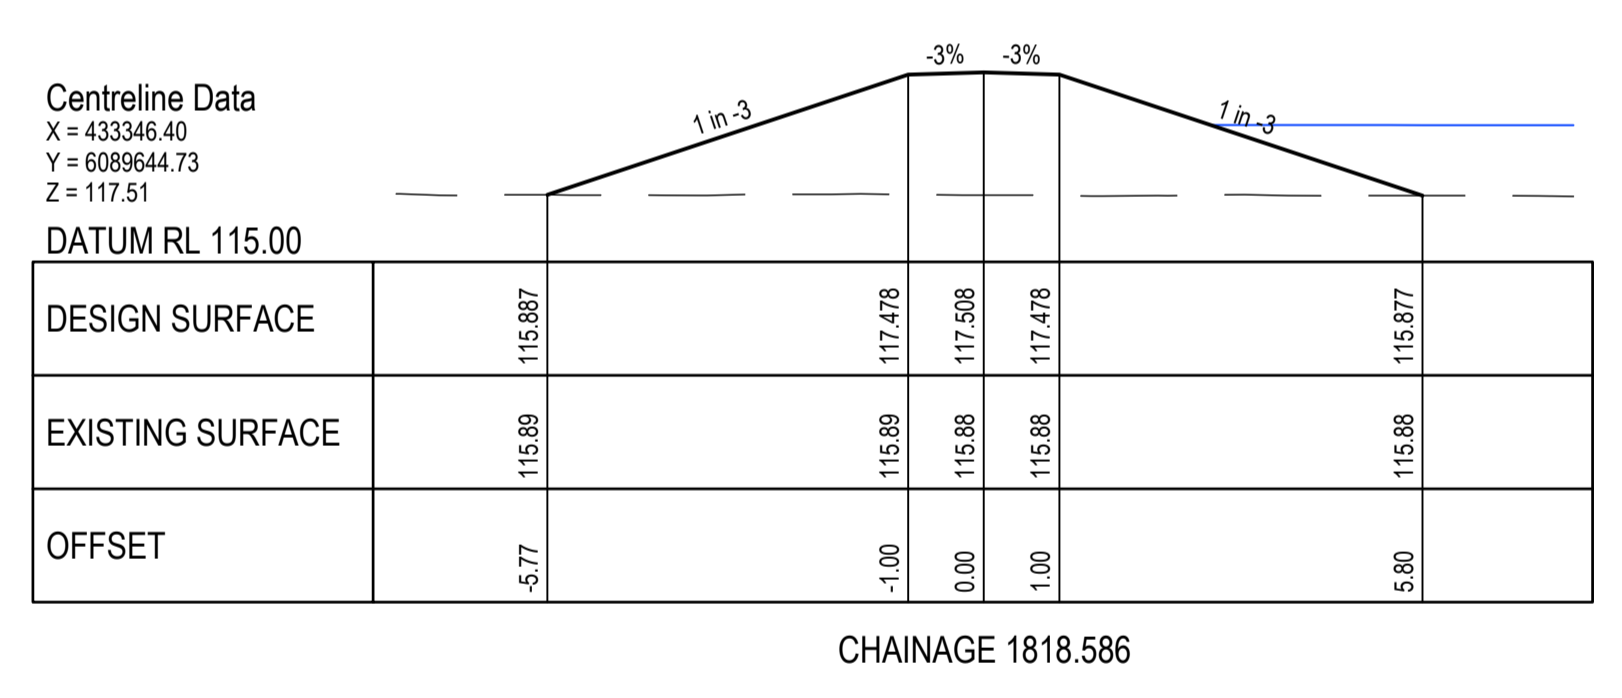 -3% -3%
1 in -3 1 in -3
Centreline Data
X = 433346.40
Y = 6089644.73
Z = 117.51
DATUM RL 115.00
DESIGN SURFACE 115.887 117.478 117.508 117.478 115.877
EXISTING SURFACE 115.89 115.89 115.88 115.88 115.88
OFFSET -5.77 -1.00 0.00 1.00 5.80
CHAINAGE 1818.586